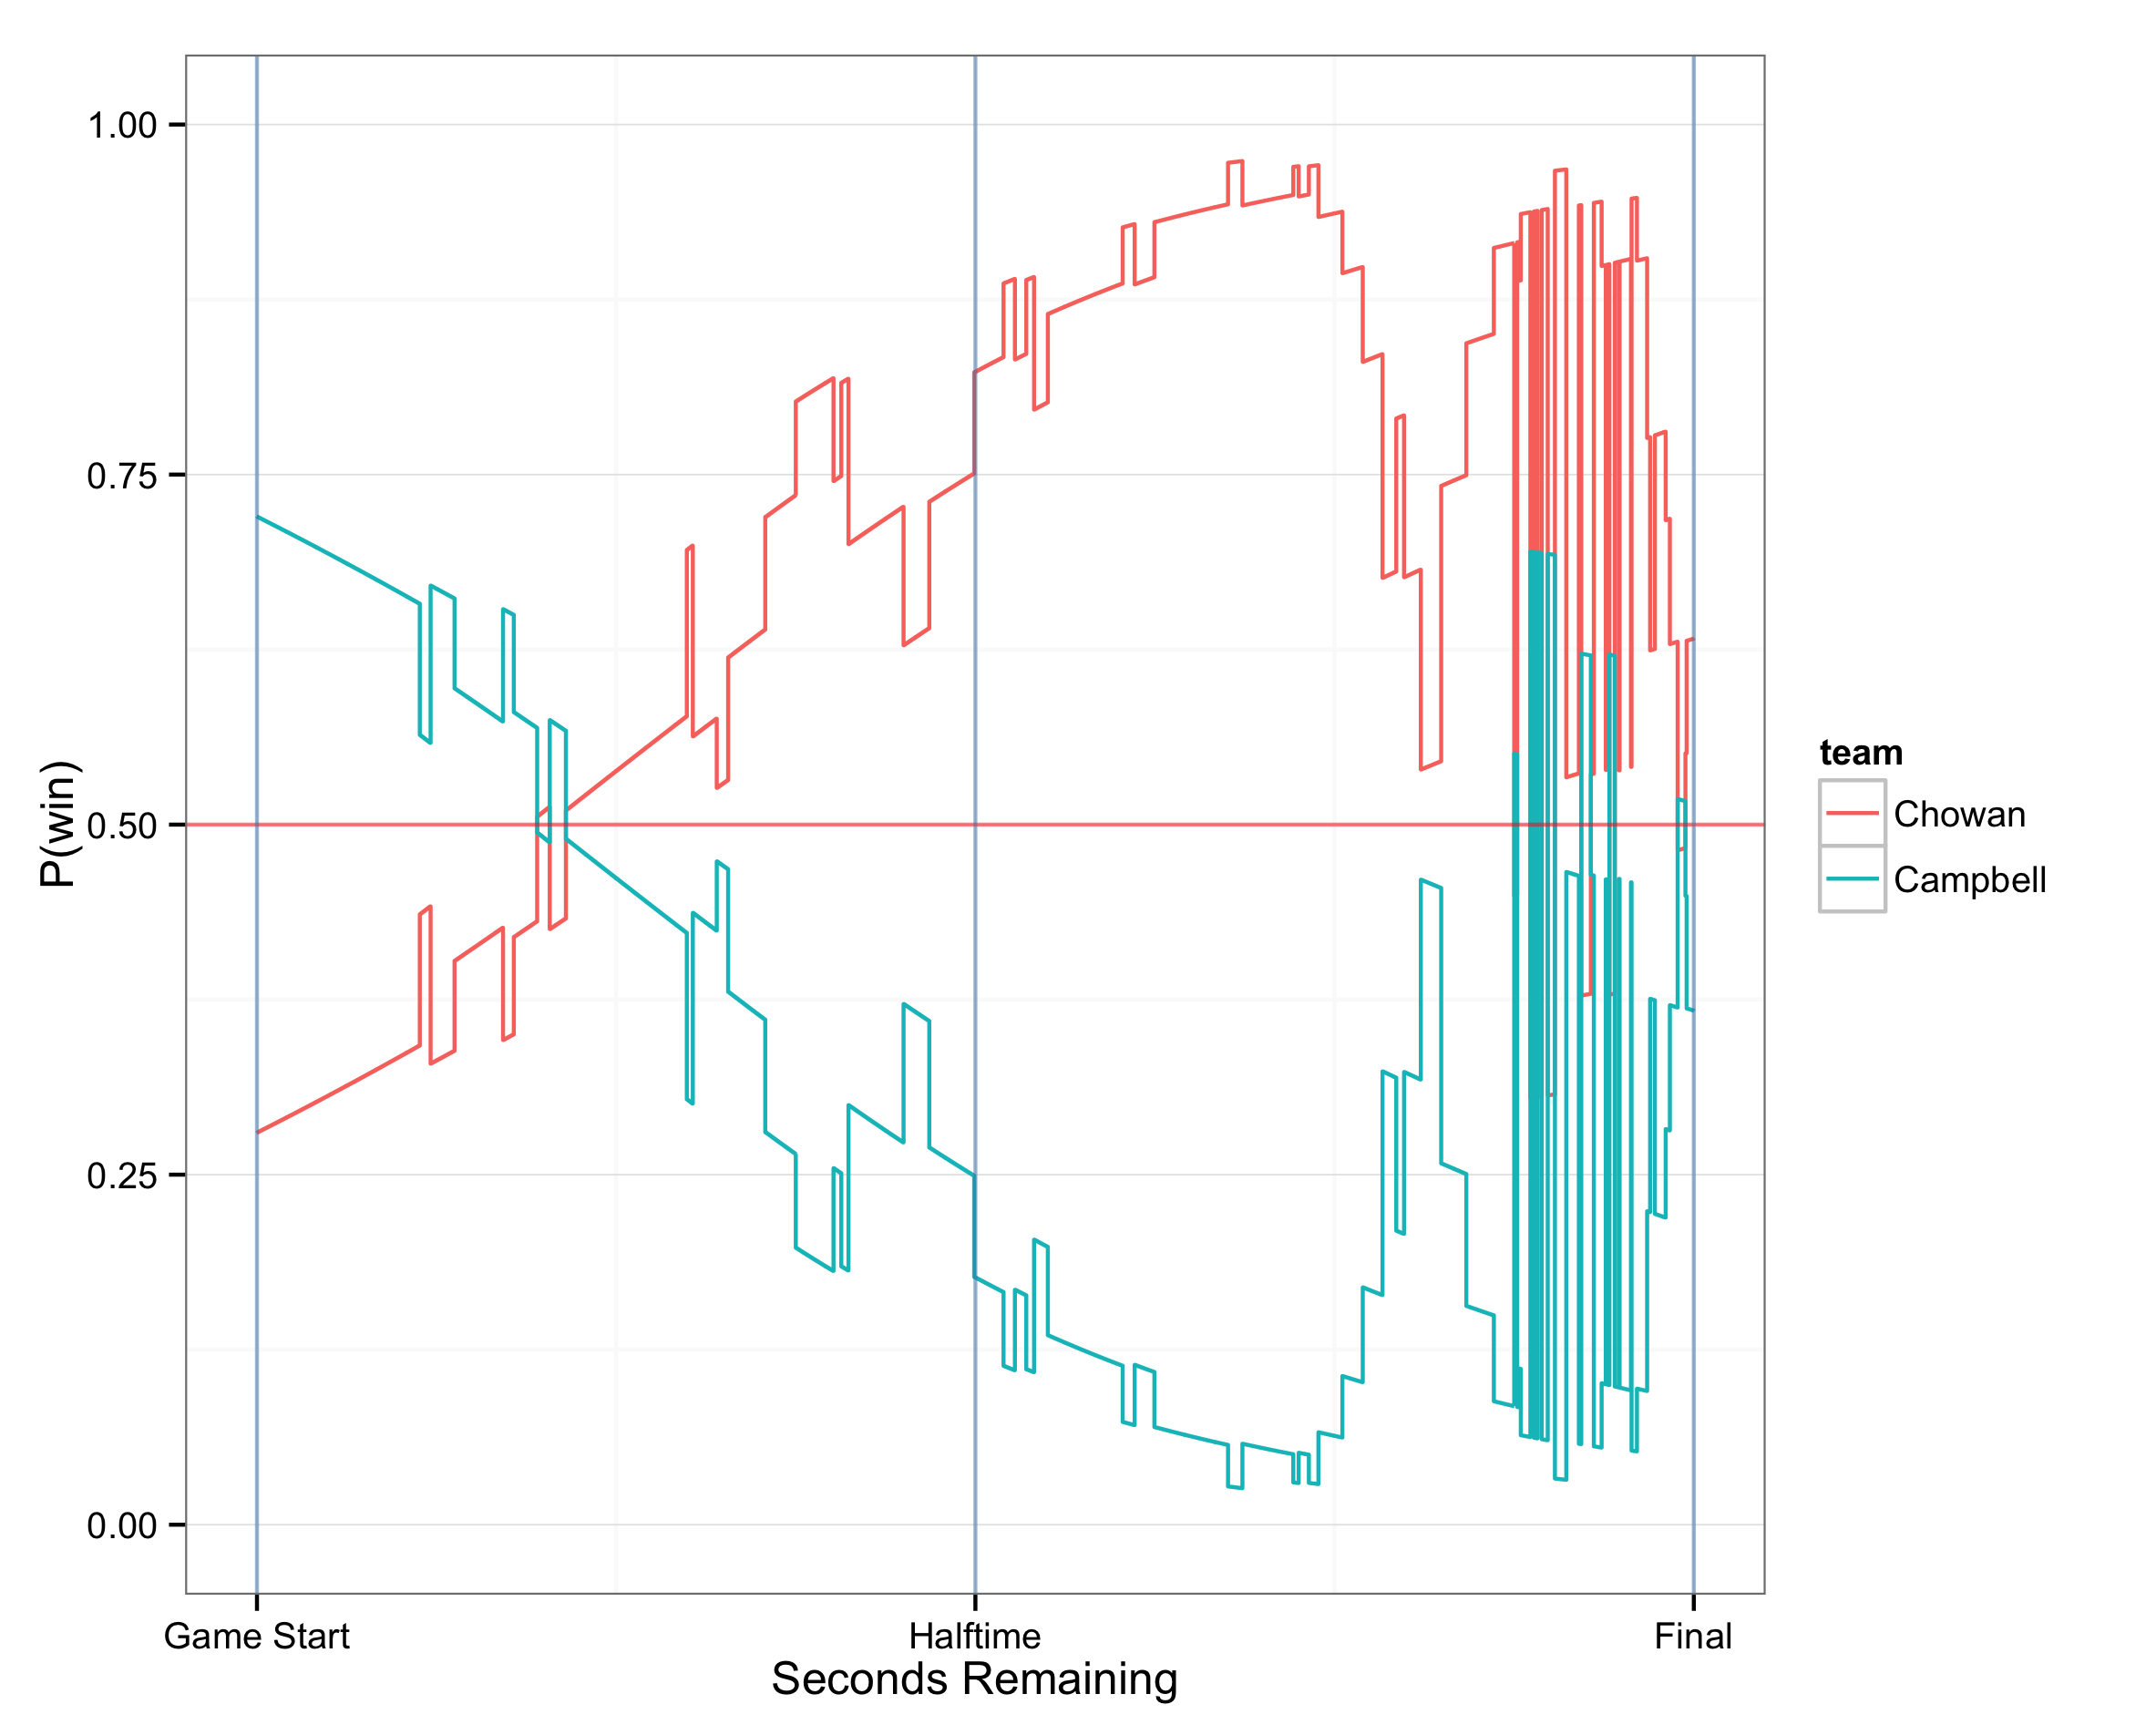 1.00
0.75
0.50
0.25
0.00
P(win)
Game Start
Halftime
Final
Seconds Remaining
team
Chowan
Campbell